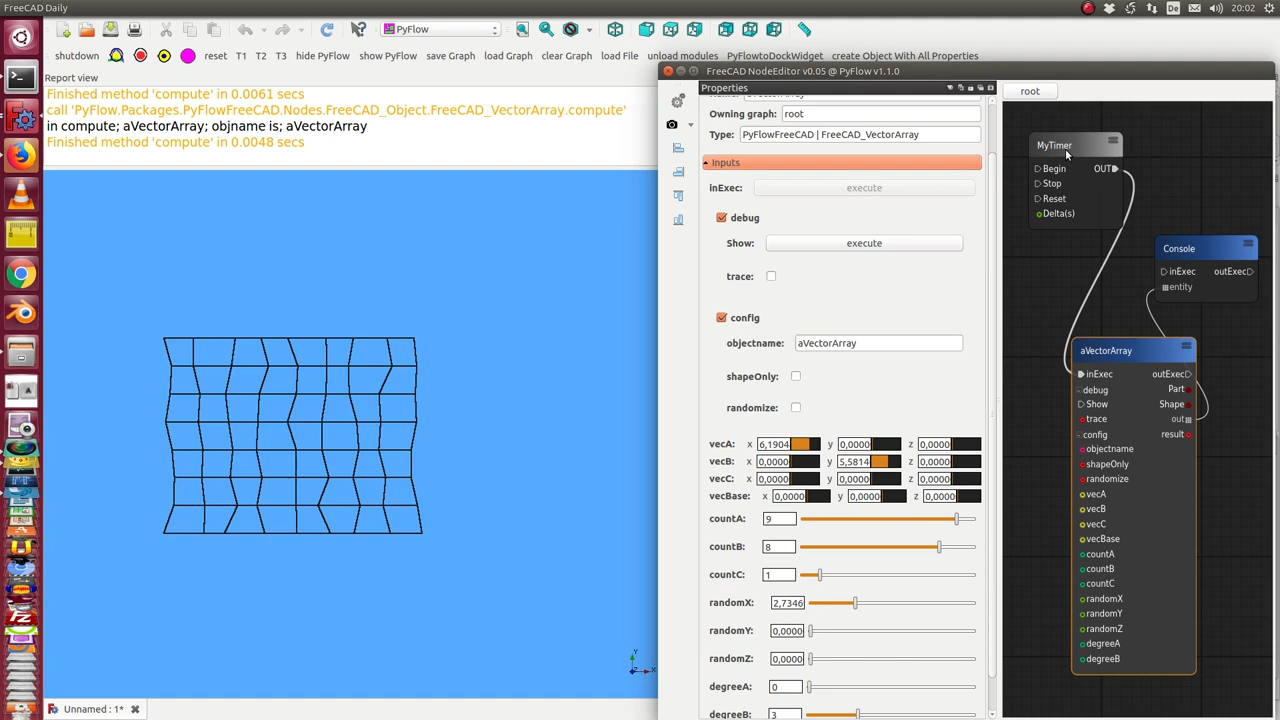 FreeCAD Daily
De
20:02
PyFlow
shutdown
reset
T1
T2
T3
hide PyFlow
show PyFlow
save Graph
load Graph
clear Graph
load File
unload modules
PyFlowtoDockWidget
create Object With All Properties
Report view
Finished method 'compute' in 0.0061 secs
call 'PyFlow.Packages.PyFlowFreeCAD.Nodes.FreeCAD_Object.FreeCAD_VectorArray.compute'
in compute; aVectorArray; objname is; aVectorArray
Finished method 'compute' in 0.0048 secs
Y
X
Unnamed : 1*
FreeCAD NodeEditor v0.05 @ PyFlow v1.1.0
Properties
Owning graph: root
Type: PyFlowFreeCAD | FreeCAD_VectorArray
Inputs
inExec: execute
debug
Show: execute
trace:
config
objectname: aVectorArray
shapeOnly:
randomize:
vecA: x 6,1904 y 0,0000 z 0,0000
vecB: x 0,0000 y 5,5814 z 0,0000
vecC: x 0,0000 y 0,0000 z 0,0000
vecBase: x 0,0000 y 0,0000 z 0,0000
countA: 9
countB: 8
countC: 1
randomX: 2,7346
randomY: 0,0000
randomZ: 0,0000
degreeA: 0
degreeB: 3
root
MyTimer
Begin OUT
Stop
Reset
Delta(s)
Console
inExec outExec
entity
aVectorArray
inExec outExec
debug Part
Show Shape
trace out
config result
objectname
shapeOnly
randomize
vecA
vecB
vecC
vecBase
countA
countB
countC
randomX
randomY
randomZ
degreeA
degreeB